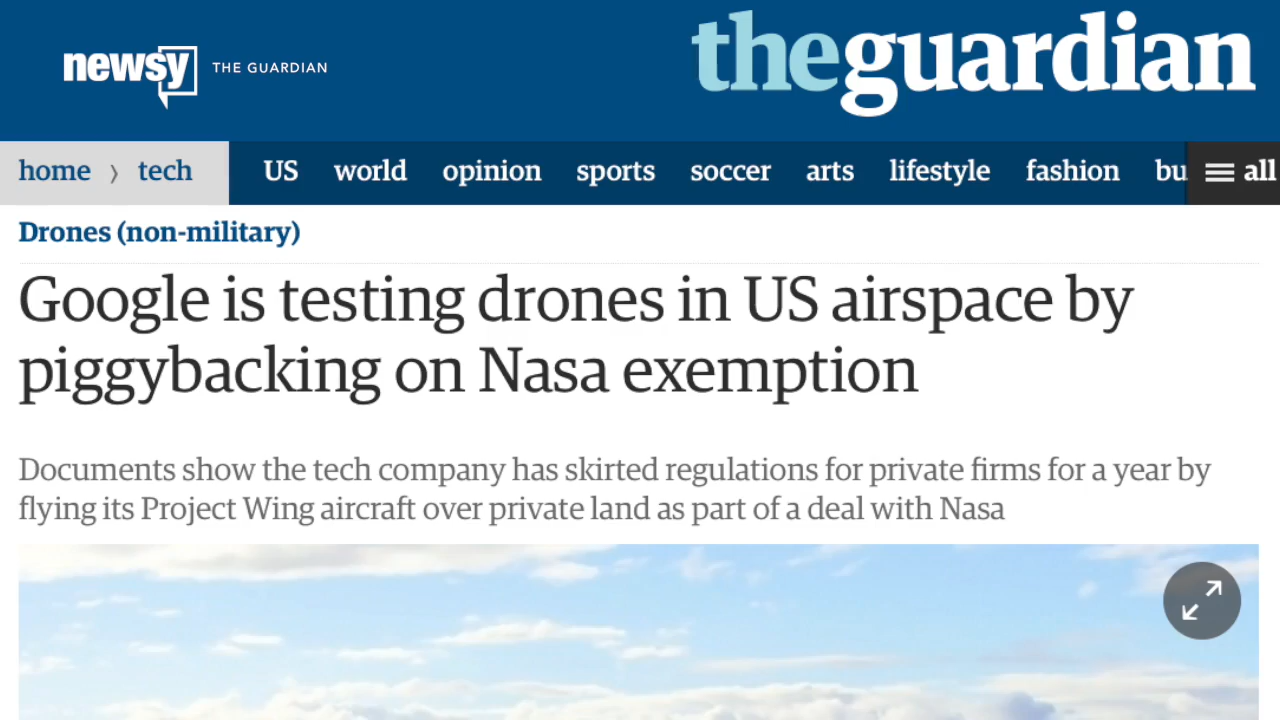 newsy THE GUARDIAN
theguardian
home › tech US world opinion sports soccer arts lifestyle fashion bu all
Drones (non-military)
Google is testing drones in US airspace by
piggybacking on Nasa exemption
Documents show the tech company has skirted regulations for private firms for a year by
flying its Project Wing aircraft over private land as part of a deal with Nasa